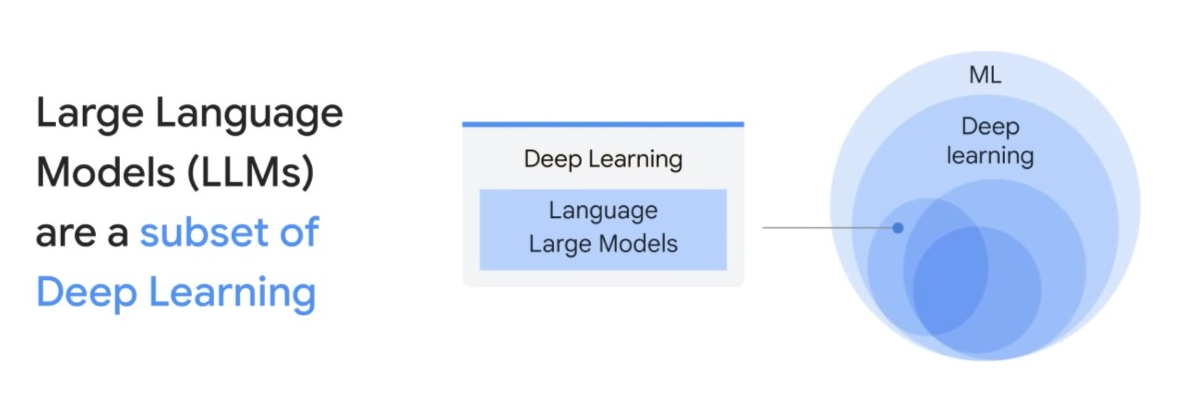 Large Language
Models (LLMs)
are a subset of
Deep Learning
Deep Learning
Language
Large Models
ML
Deep
learning